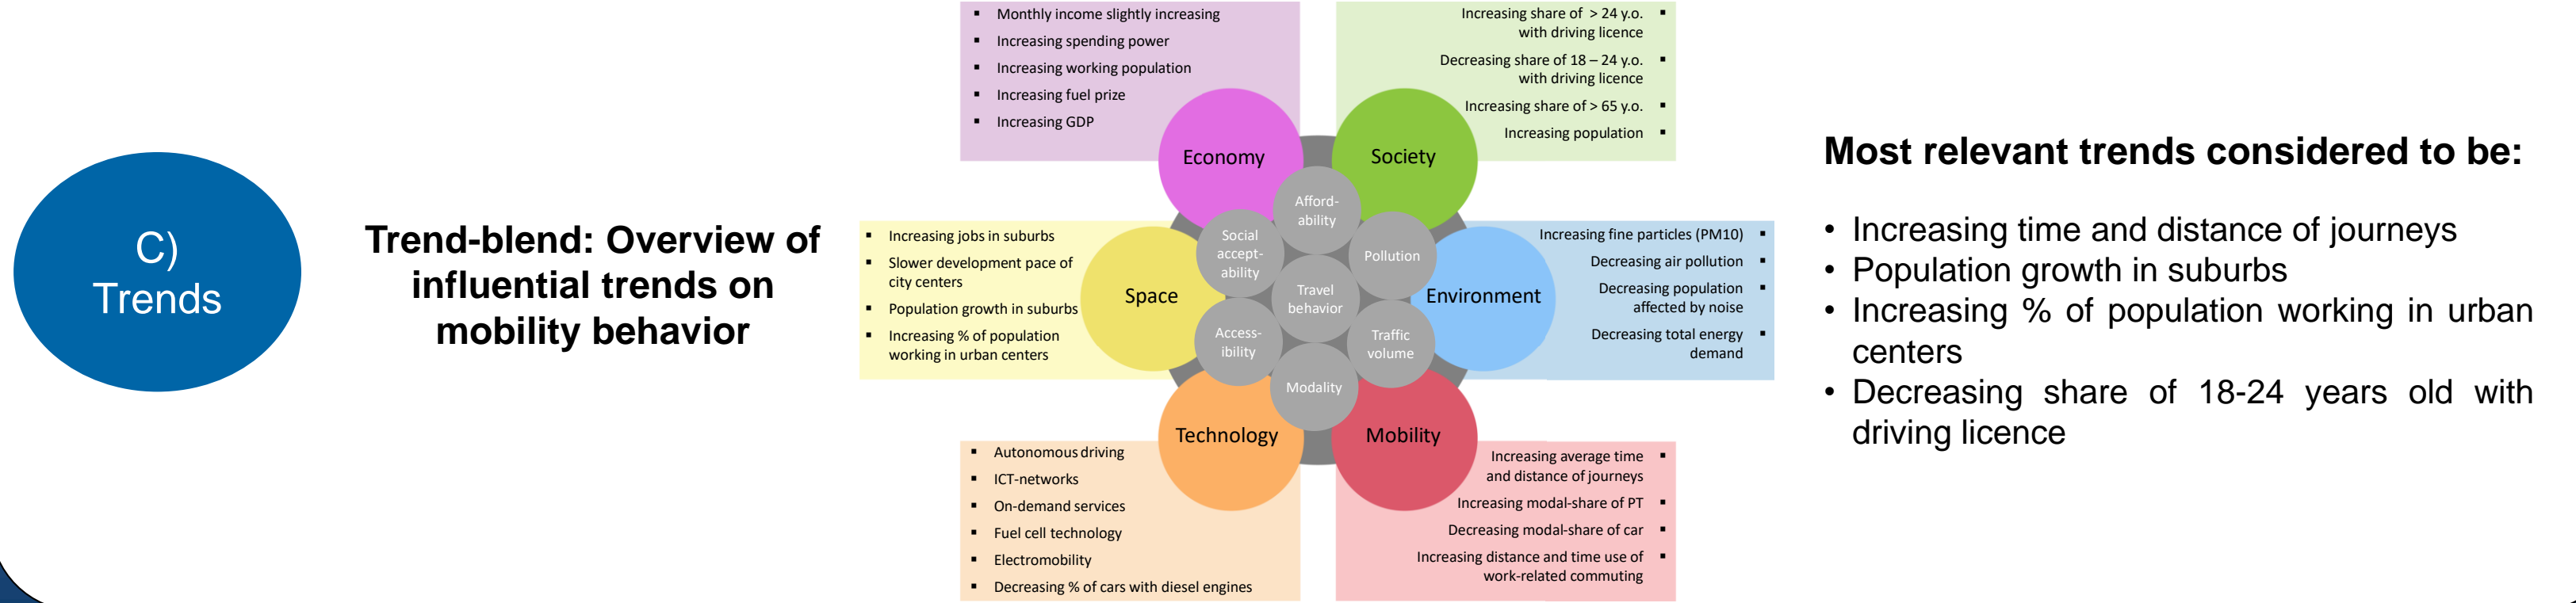 C)
Trends
Trend-blend: Overview of
influential trends on
mobility behavior
▪ Monthly income slightly increasing
▪ Increasing spending power
▪ Increasing working population
▪ Increasing fuel prize
▪ Increasing GDP
Economy
Increasing share of > 24 y.o. ▪
with driving licence
Decreasing share of 18 – 24 y.o. ▪
with driving licence
Increasing share of > 65 y.o. ▪
Increasing population ▪
Society
▪ Increasing jobs in suburbs
▪ Slower development pace of
city centers
▪ Population growth in suburbs
▪ Increasing % of population
working in urban centers
Space
Afford-
ability
Social
accept-
ability
Pollution
Travel
behavior
Access-
ibility
Traffic
volume
Modality
Increasing fine particles (PM10) ▪
Decreasing air pollution ▪
Decreasing population ▪
affected by noise
Decreasing total energy ▪
demand
Environment
Technology
▪ Autonomous driving
▪ ICT-networks
▪ On-demand services
▪ Fuel cell technology
▪ Electromobility
▪ Decreasing % of cars with diesel engines
Mobility
Increasing average time ▪
and distance of journeys
Increasing modal-share of PT ▪
Decreasing modal-share of car ▪
Increasing distance and time use of ▪
work-related commuting
Most relevant trends considered to be:
• Increasing time and distance of journeys
• Population growth in suburbs
• Increasing % of population working in urban
centers
• Decreasing share of 18-24 years old with
driving licence